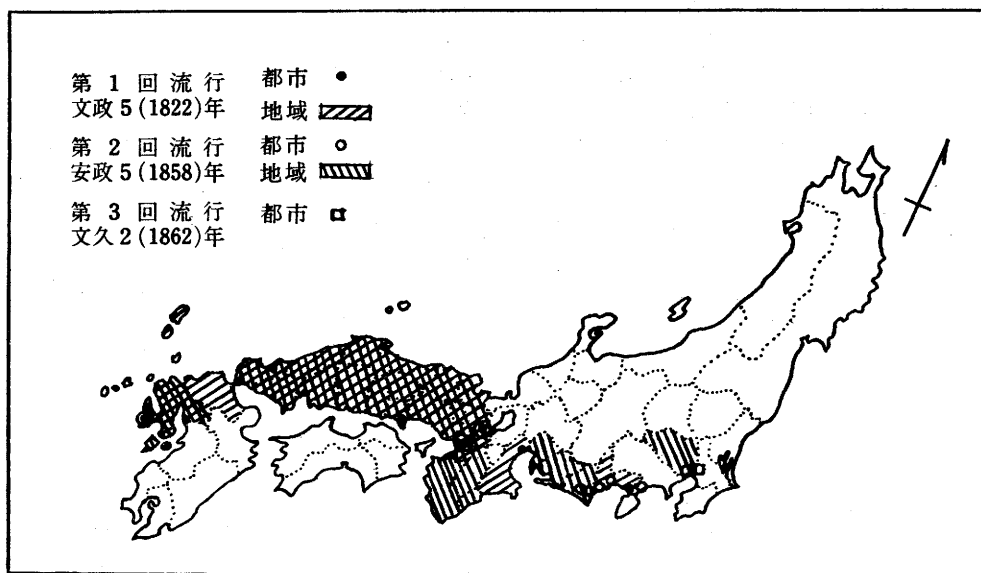 第1回流行 都市
文政5(1822)年 地域
第2回流行 都市
安政5(1858)年 地域
第3回流行 都市
文久2(1862)年